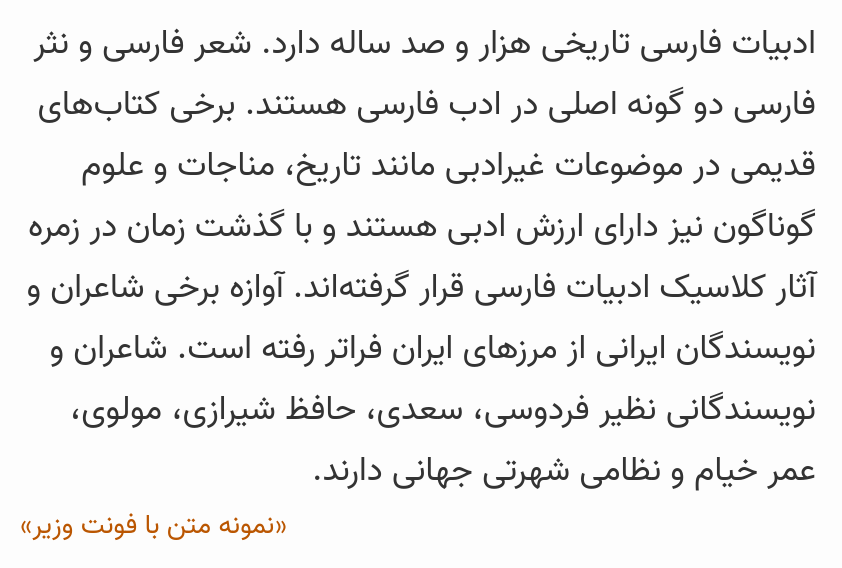 ادبیات فارسی تاریخی هزار و صد ساله دارد. شعر فارسی و نثر
فارسی دو گونه اصلی در ادب فارسی هستند. برخی کتاب‌های
قدیمی در موضوعات غیرادبی مانند تاریخ، مناجات و علوم
گوناگون نیز دارای ارزش ادبی هستند و با گذشت زمان در زمره
آثار کلاسیک ادبیات فارسی قرار گرفته‌اند. آوازه برخی شاعران و
نویسندگان ایرانی از مرزهای ایران فراتر رفته است. شاعران و
نویسندگانی نظیر فردوسی، سعدی، حافظ شیرازی، مولوی،
عمر خیام و نظامی شهرتی جهانی دارند.
«نمونه متن با فونت وزیر»